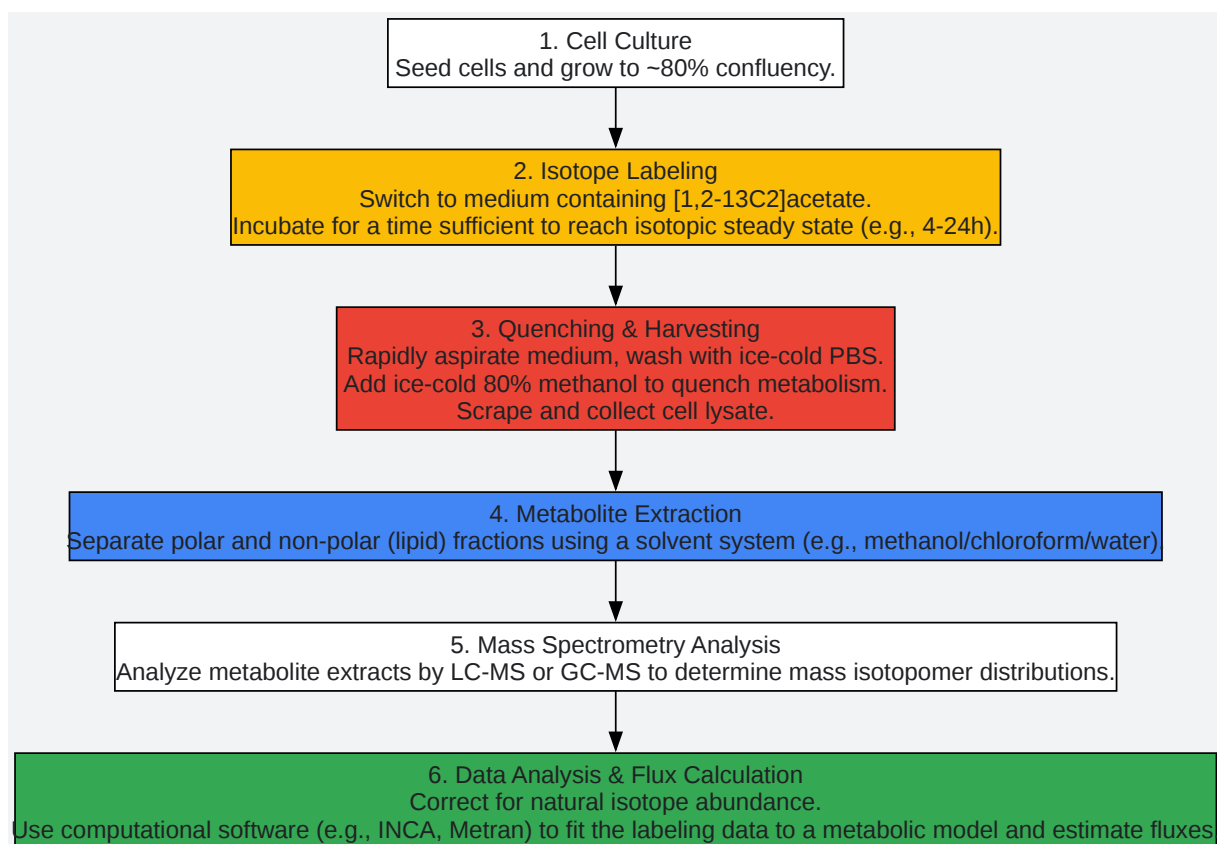 1. Cell Culture
Seed cells and grow to ~80% confluency.
2. Isotope Labeling
Switch to medium containing [1,2-13C2]acetate.
Incubate for a time sufficient to reach isotopic steady state (e.g., 4-24h).
3. Quenching & Harvesting
Rapidly aspirate medium, wash with ice-cold PBS.
Add ice-cold 80% methanol to quench metabolism.
Scrape and collect cell lysate.
4. Metabolite Extraction
Separate polar and non-polar (lipid) fractions using a solvent system (e.g., methanol/chloroform/water).
5. Mass Spectrometry Analysis
Analyze metabolite extracts by LC-MS or GC-MS to determine mass isotopomer distributions.
6. Data Analysis & Flux Calculation
Correct for natural isotope abundance.
Use computational software (e.g., INCA, Metran) to fit the labeling data to a metabolic model and estimate fluxes.